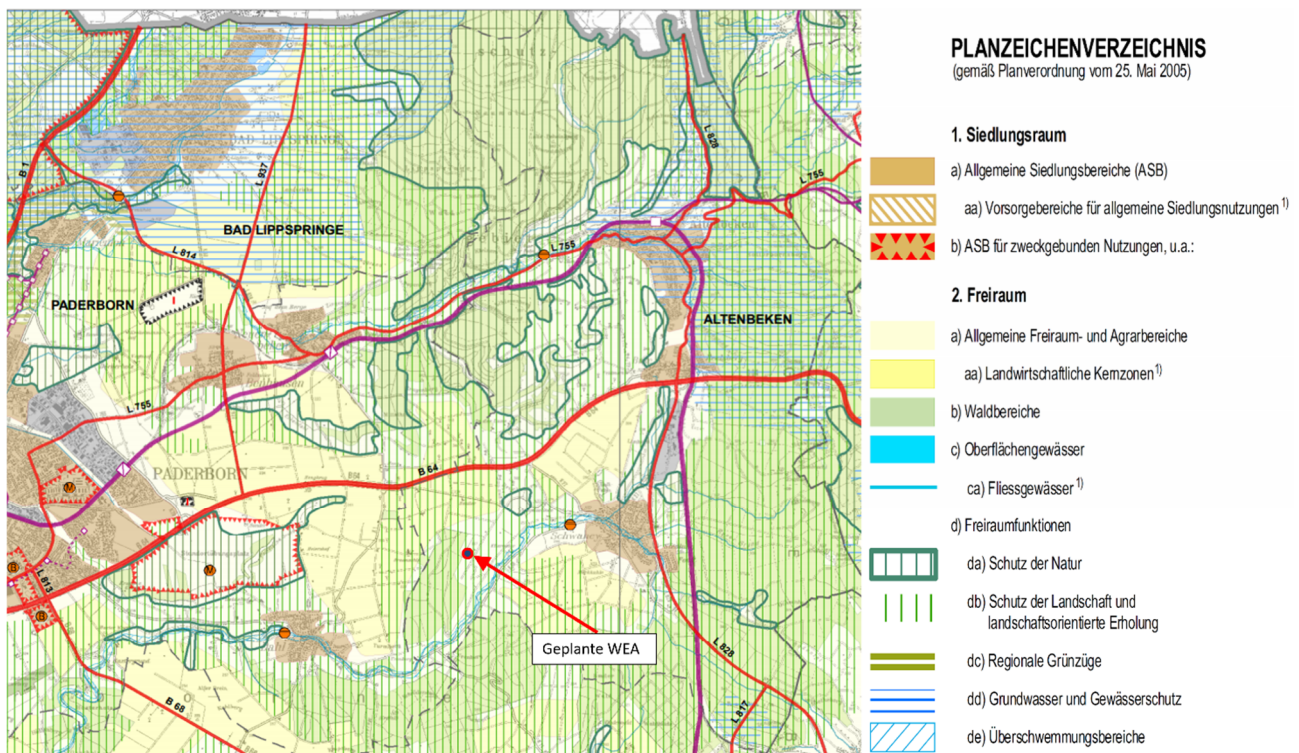 B 1
L 937
BAD LIPPSPRINGE
L 828
L 755
L 755
L 814
BAD LIPPSPRINGE
PADERBORN
ALTENBEKEN
L 755
PADERBORN
B 64
L 813
Geplante WEA
B 68
L 828
L 817
PLANZEICHENVERZEICHNIS
(gemäß Planverordnung vom 25. Mai 2005)
1. Siedlungsraum
a) Allgemeine Siedlungsbereiche (ASB)
aa) Vorsorgebereiche für allgemeine Siedlungsnutzungen 1)
b) ASB für zweckgebunden Nutzungen, u.a.:
2. Freiraum
a) Allgemeine Freiraum- und Agrarbereiche
aa) Landwirtschaftliche Kernzonen 1)
b) Waldbereiche
c) Oberflächengewässer
ca) Fliessgewässer 1)
d) Freiraumfunktionen
da) Schutz der Natur
db) Schutz der Landschaft und
landschaftsorientierte Erholung
dc) Regionale Grünzüge
dd) Grundwasser und Gewässerschutz
de) Überschwemmungsbereiche